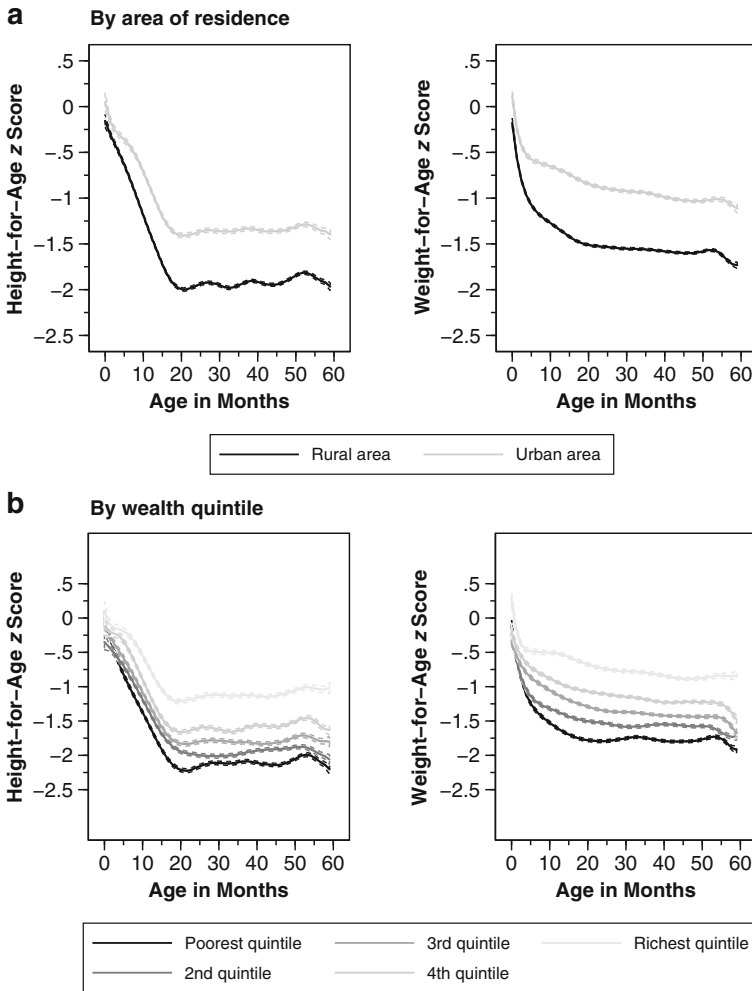 a By area of residence
Height–for–Age z Score
.5
0
−.5
−1
−1.5
−2
−2.5
0 10 20 30 40 50 60
Age in Months
Weight–for–Age z Score
.5
0
−.5
−1
−1.5
−2
−2.5
0 10 20 30 40 50 60
Age in Months
Rural area Urban area
b By wealth quintile
Height–for–Age z Score
.5
0
−.5
−1
−1.5
−2
−2.5
0 10 20 30 40 50 60
Age in Months
Weight–for–Age z Score
.5
0
−.5
−1
−1.5
−2
−2.5
0 10 20 30 40 50 60
Age in Months
Poorest quintile 3rd quintile Richest quintile
2nd quintile 4th quintile